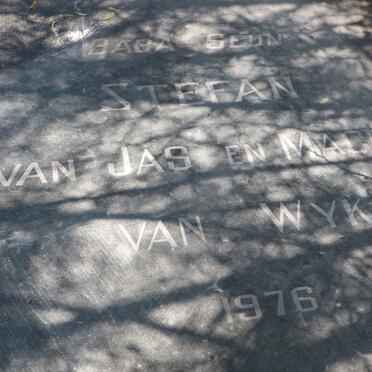 BABA SEUN
STEFAN
VAN JAS EN
VAN WYK
1976